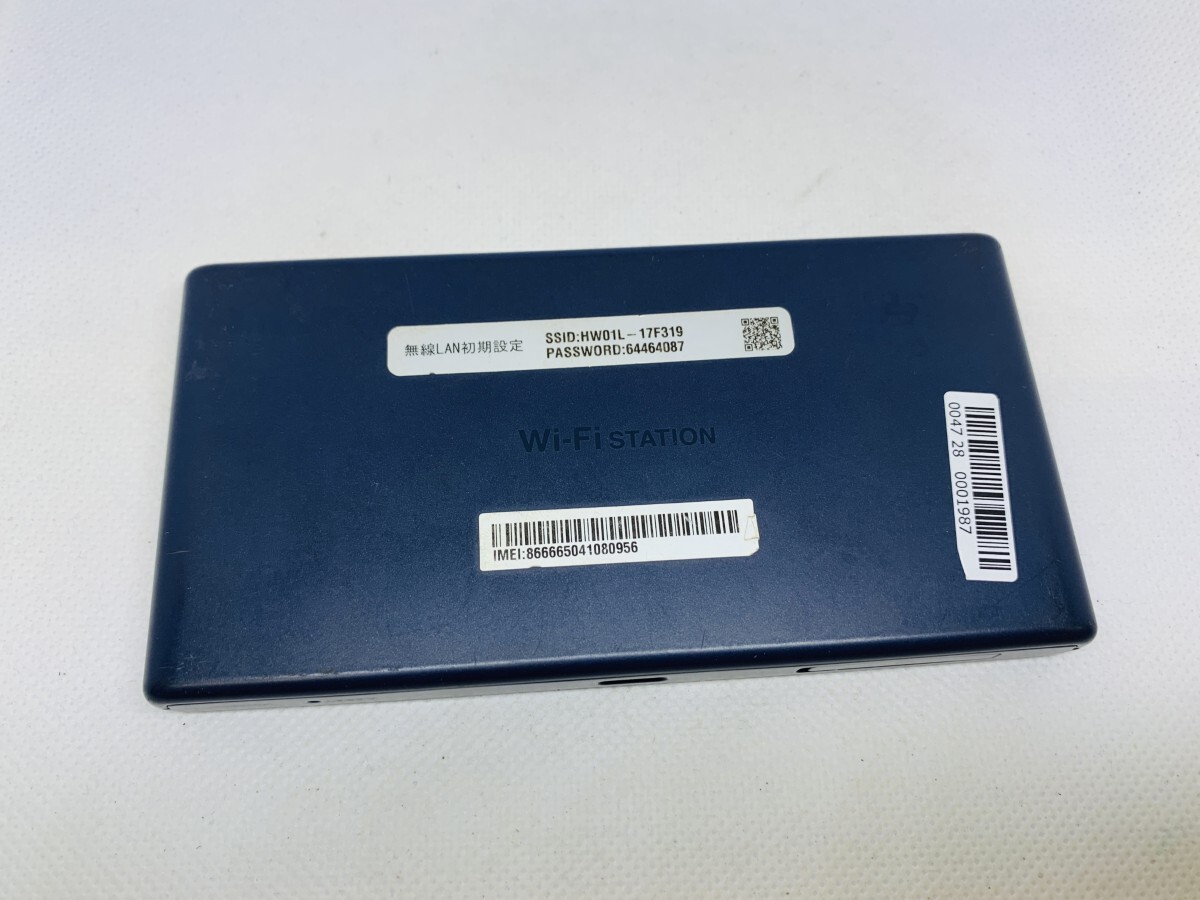 無線LAN初期設定
SSID:HW01L-17F319
PASSWORD:64464087
Wi-Fi STATION
IMEI:866665041080956
0047 28 0001987